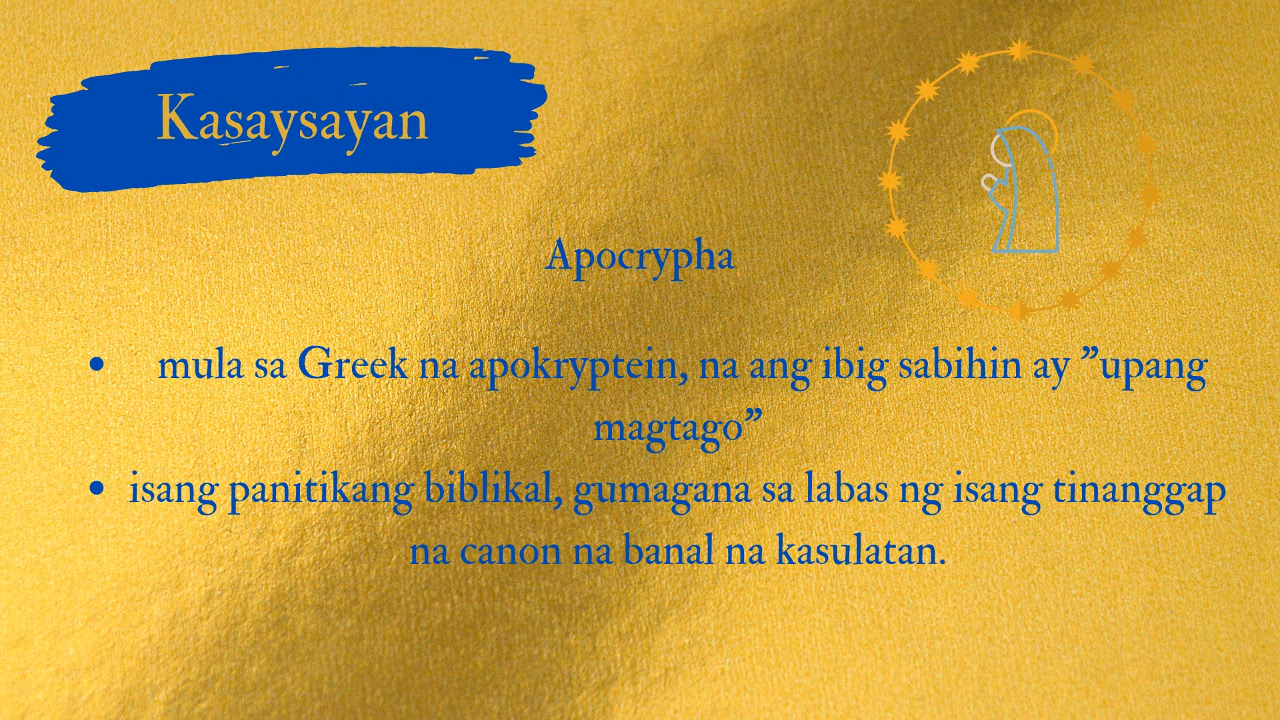 Kasaysayan
Apocrypha
• mula sa Greek na apokryptein, na ang ibig sabihin ay ”upang
magtago”
• isang panitikang biblikal, gumagana sa labas ng isang tinanggap
na canon na banal na kasulatan.